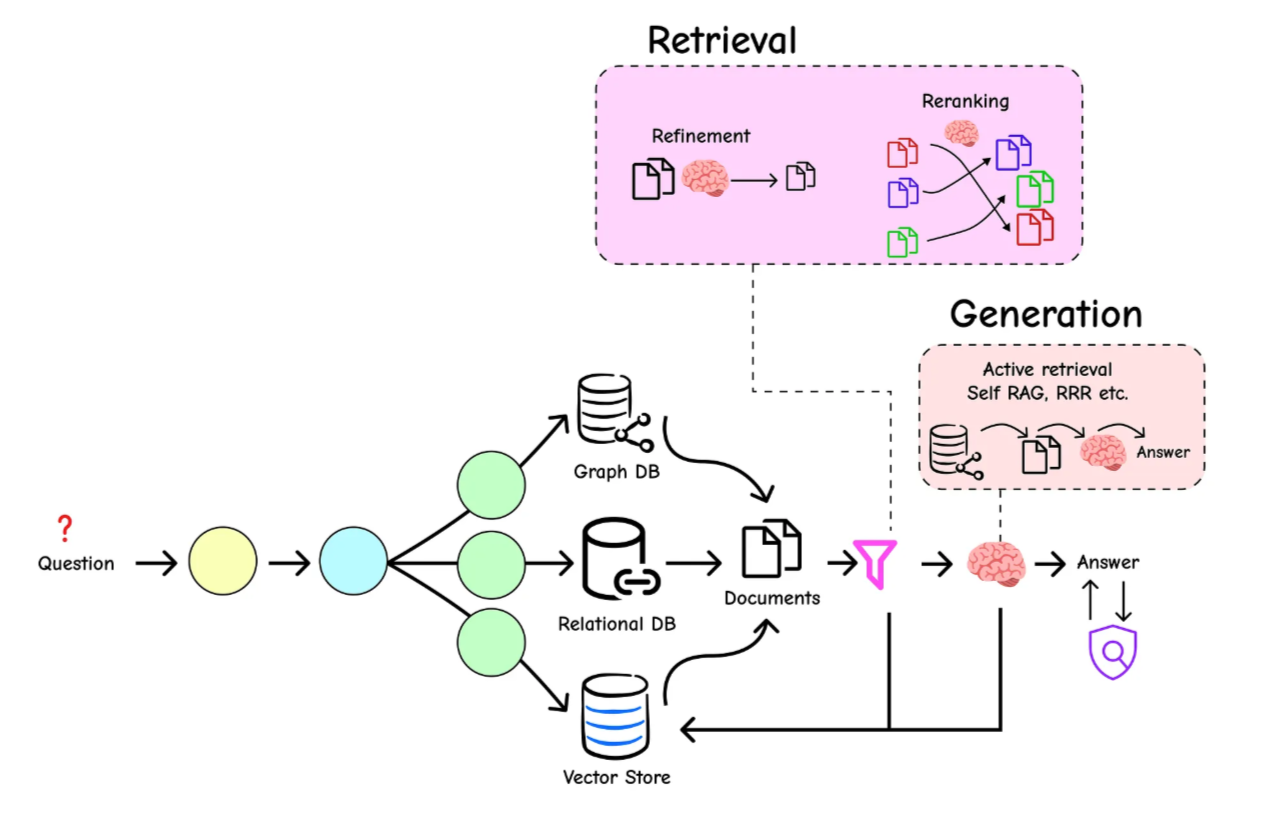 Retrieval
Reranking
Refinement
Generation
Active retrieval
Self RAG, RRR etc.
Answer
Graph DB
?
Question
Answer
Documents
Relational DB
Vector Store